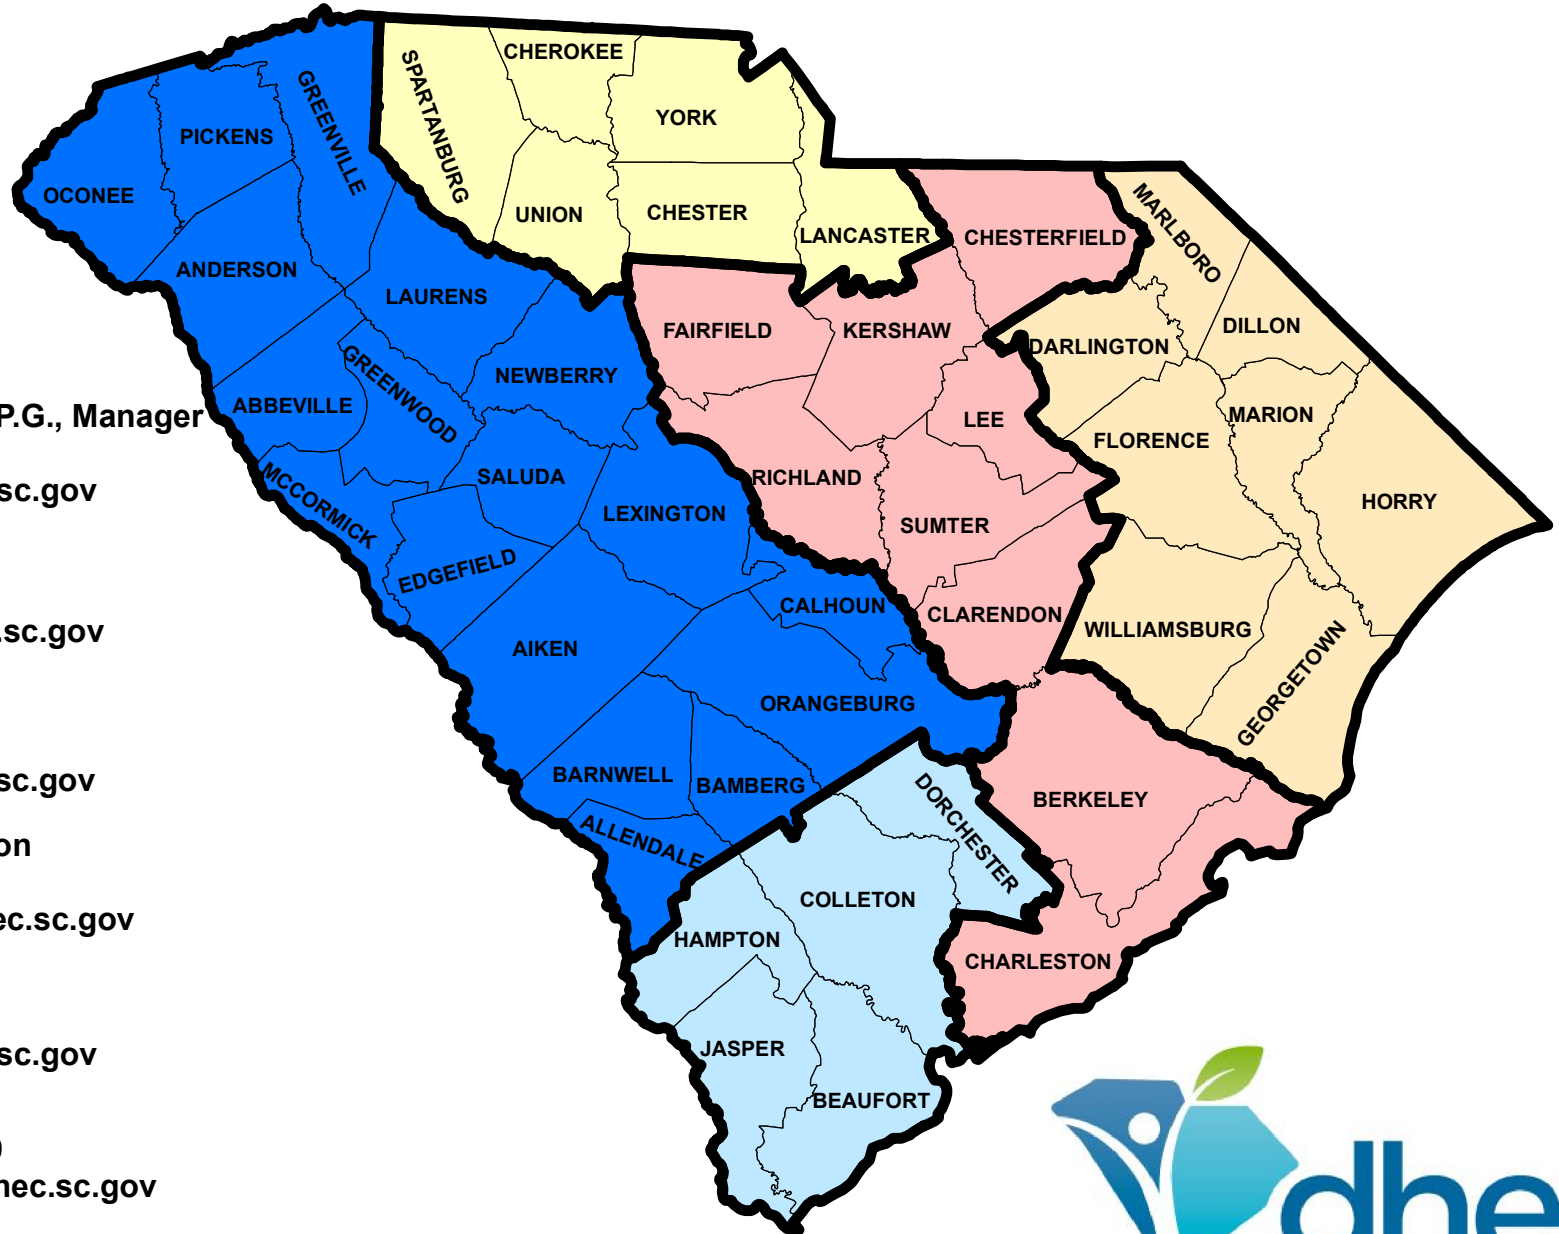 CHEROKEE
SPARTANBURG
GREENVILLE
YORK
PICKENS
OCONEE
UNION
CHESTER
LANCASTER
CHESTERFIELD
MARLBORO
ANDERSON
LAURENS
FAIRFIELD
KERSHAW
DARLINGTON
DILLON
NEWBERRY
GREENWOOD
ABBEVILLE
LEE
MARION
FLORENCE
P.G., Manager
SALUDA
RICHLAND
HORRY
sc.gov
MCCORMICK
LEXINGTON
SUMTER
EDGEFIELD
CALHOUN
CLARENDON
WILLIAMSBURG
.sc.gov
AIKEN
GEORGETOWN
ORANGEBURG
BARNWELL
BAMBERG
sc.gov
BERKELEY
DORCHESTER
ALLENDALE
on
COLLETON
ec.sc.gov
HAMPTON
CHARLESTON
JASPER
sc.gov
BEAUFORT
)
hec.sc.gov
dhe